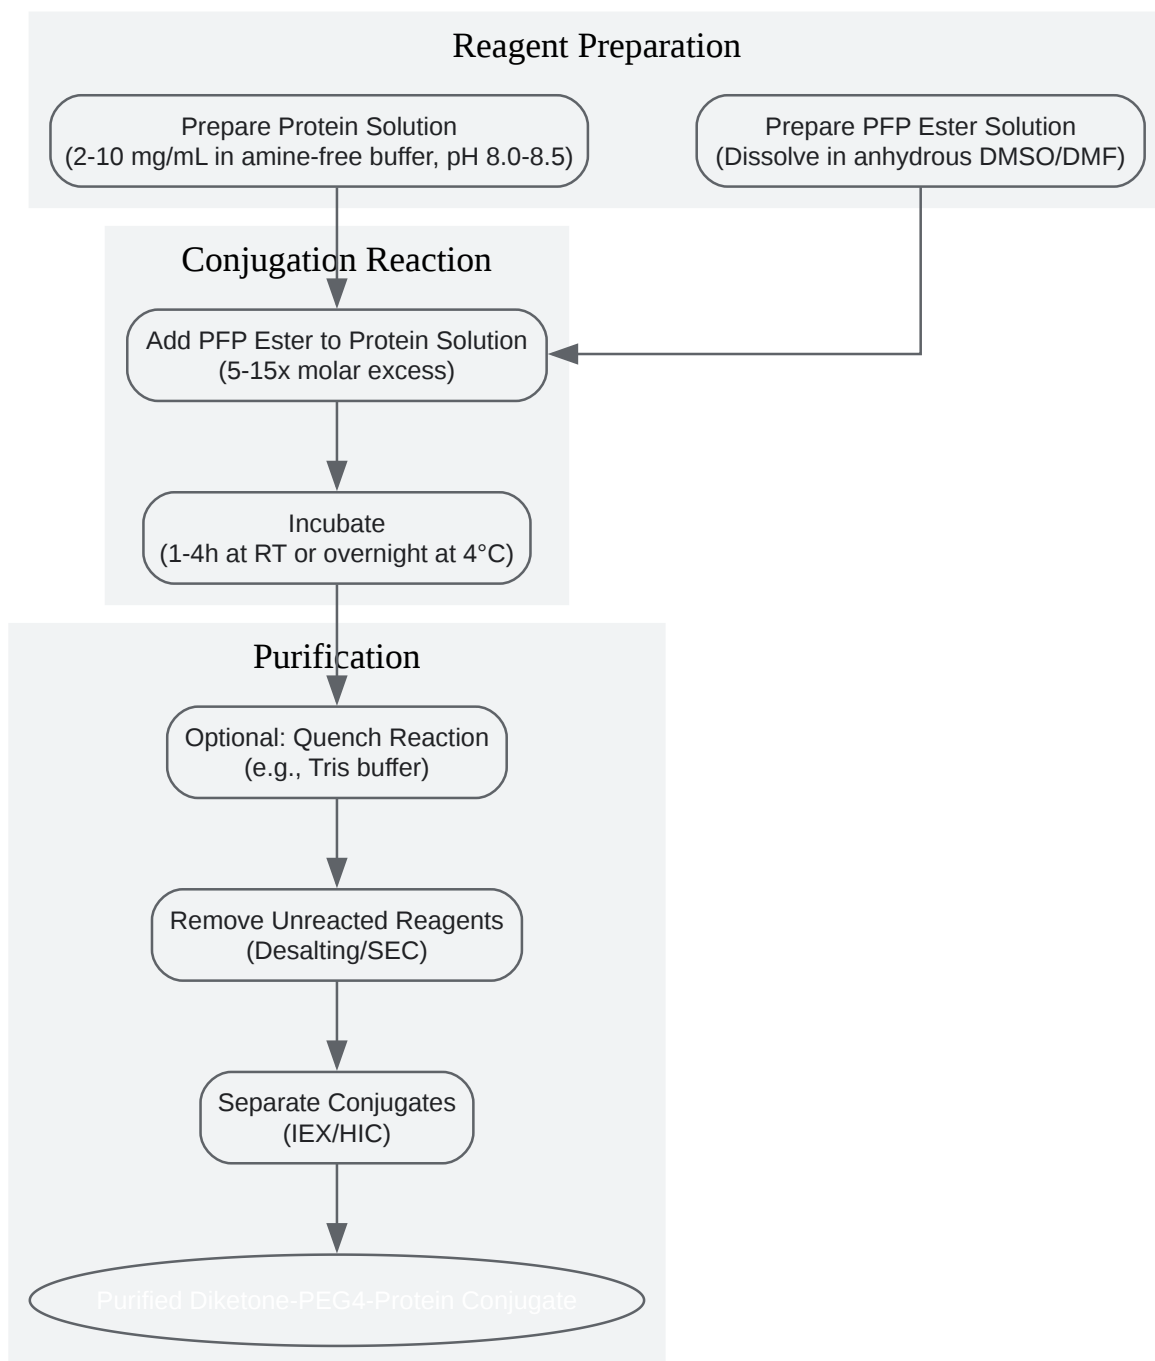 Reagent Preparation
Prepare Protein Solution
(2-10 mg/mL in amine-free buffer, pH 8.0-8.5)
Prepare PFP Ester Solution
(Dissolve in anhydrous DMSO/DMF)
Conjugation Reaction
Add PFP Ester to Protein Solution
(5-15x molar excess)
Incubate
(1-4h at RT or overnight at 4°C)
Purification
Optional: Quench Reaction
(e.g., Tris buffer)
Remove Unreacted Reagents
(Desalting/SEC)
Separate Conjugates
(IEX/HIC)
Purified Diketone-PEG4-Protein Conjugate